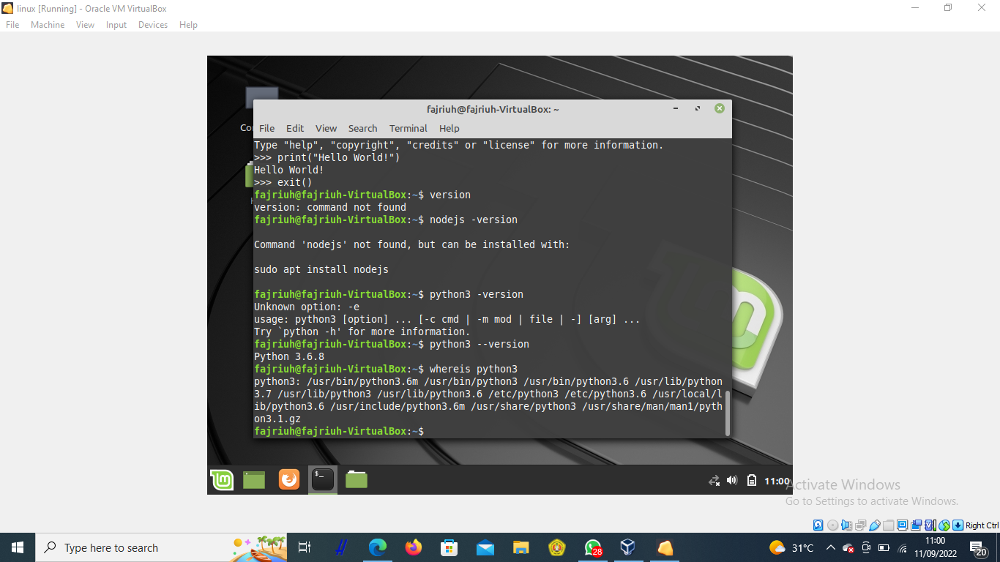 linux [Running] - Oracle VM VirtualBox
File Machine View Input Devices Help
fajriuh@fajriuh-VirtualBox: ~
File Edit View Search Terminal Help
Type "help", "copyright", "credits" or "license" for more information.
>>> print("Hello World!")
Hello World!
>>> exit()
fajriuh@fajriuh-VirtualBox:~$ version
version: command not found
fajriuh@fajriuh-VirtualBox:~$ nodejs -version
Command 'nodejs' not found, but can be installed with:
sudo apt install nodejs
fajriuh@fajriuh-VirtualBox:~$ python3 -version
Unknown option: -e
usage: python3 [option] ... [-c cmd | -m mod | file | -] [arg] ...
Try `python -h' for more information.
fajriuh@fajriuh-VirtualBox:~$ python3 --version
Python 3.6.8
fajriuh@fajriuh-VirtualBox:~$ whereis python3
python3: /usr/bin/python3.6m /usr/bin/python3 /usr/bin/python3.6 /usr/lib/python
3.7 /usr/lib/python3 /usr/lib/python3.6 /etc/python3 /etc/python3.6 /usr/local/l
ib/python3.6 /usr/include/python3.6m /usr/share/python3 /usr/share/man/man1/pyth
on3.1.gz
fajriuh@fajriuh-VirtualBox:~$
11:00
Activate Windows
Go to Settings to activate Windows.
Right Ctrl
Type here to search
28
31°C
11:00
11/09/2022
20